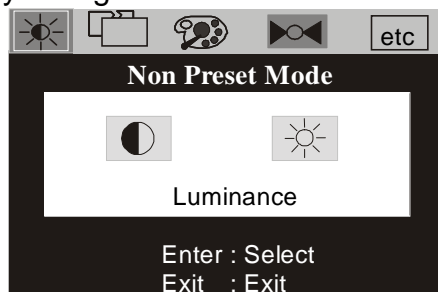 etc
Non Preset Mode
Luminance
Enter : Select
Exit : Exit